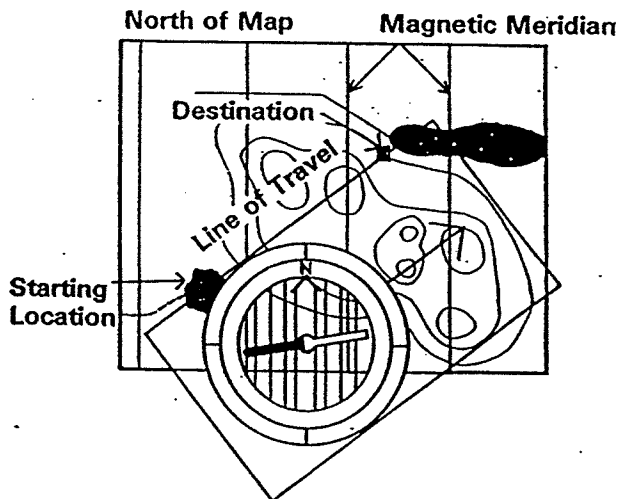 North of Map
Magnetic Meridian
Destination
Line of Travel
N
Starting
Location